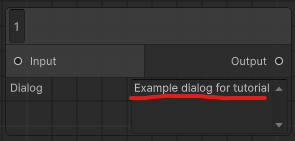 1
Input
Output
Dialog
Example dialog for tutorial